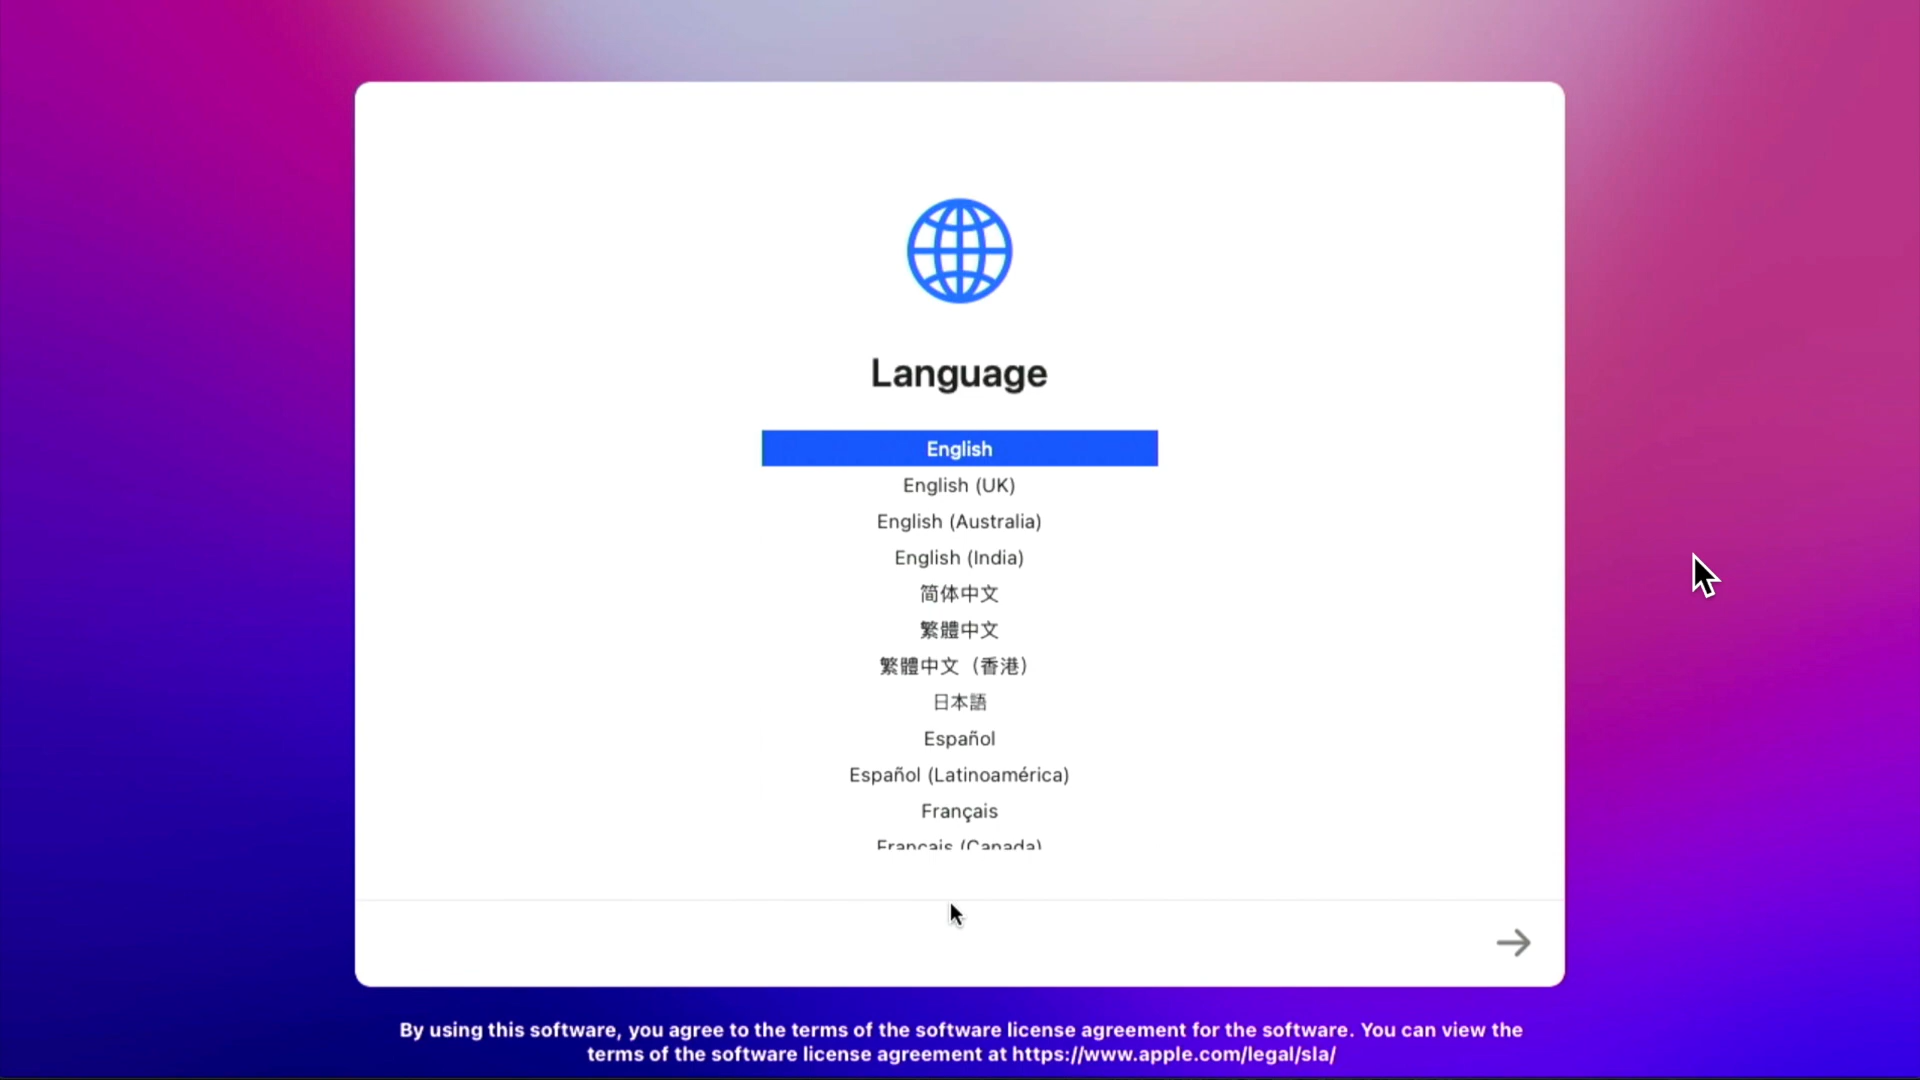 Language
English
English (UK)
English (Australia)
English (India)
简体中文
繁體中文
繁體中文（香港）
日本語
Español
Español (Latinoamérica)
Français
Français (Canada)
By using this software, you agree to the terms of the software license agreement for the software. You can view the
terms of the software license agreement at https://www.apple.com/legal/sla/